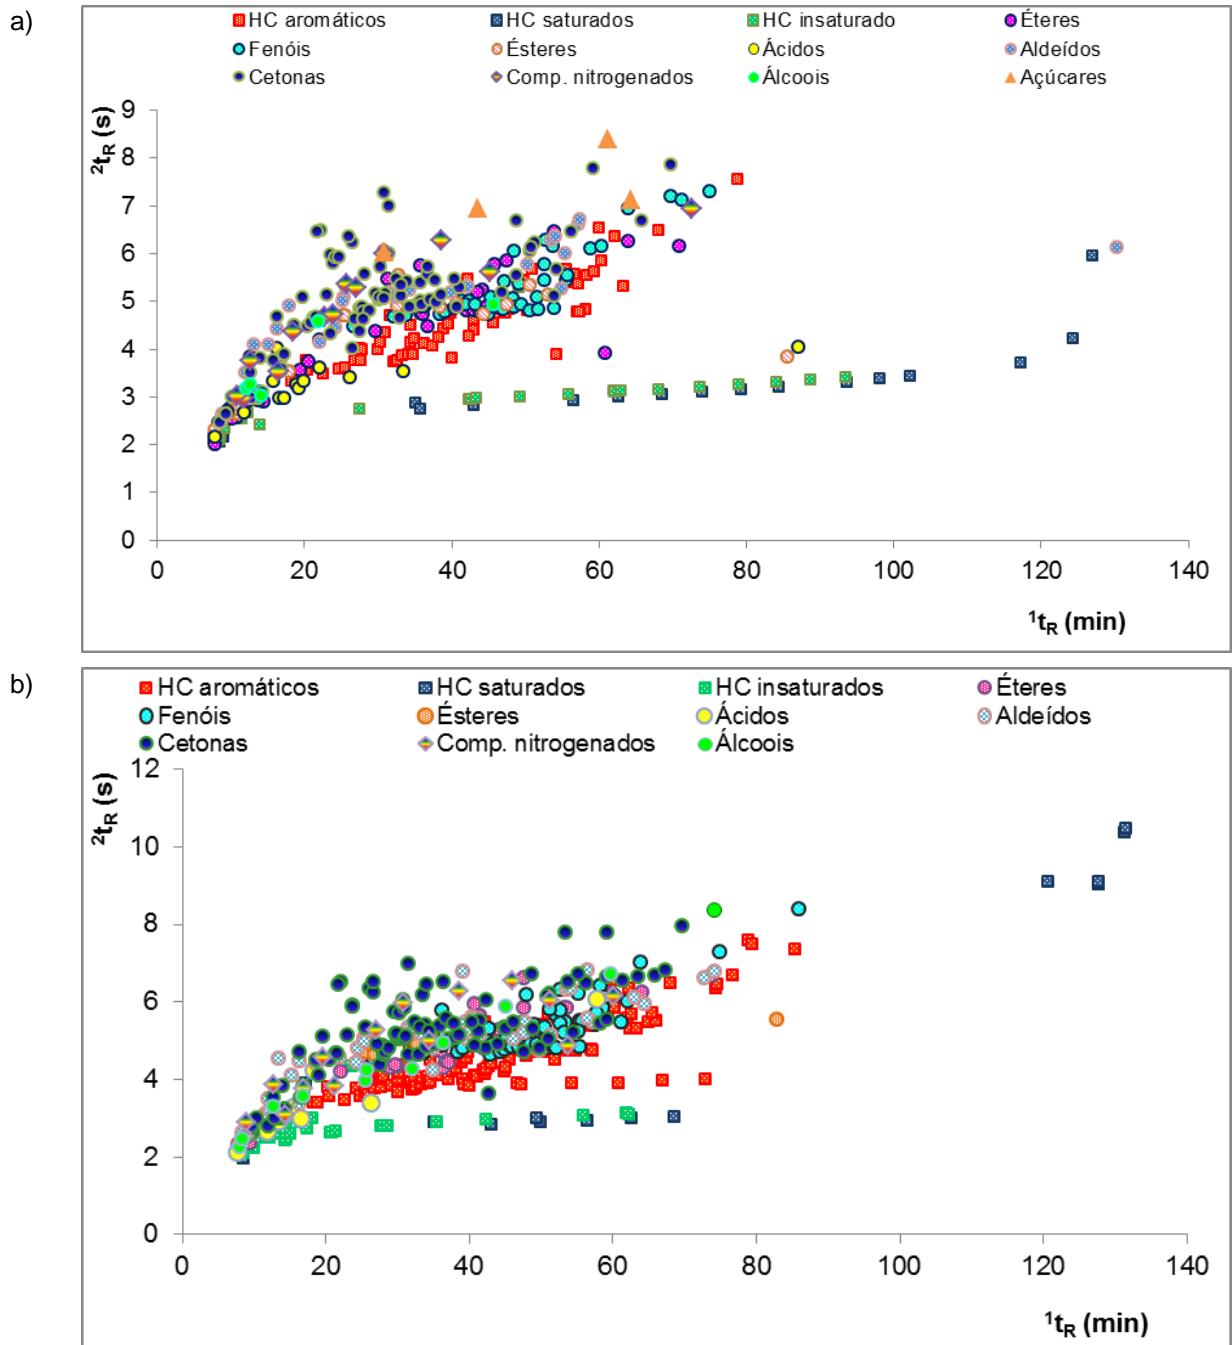 a)
HC aromáticos HC saturados HC insaturado Éteres
Fenóis Ésteres Ácidos Aldeídos
Cetonas Comp. nitrogenados Álcoois Açúcares
²tR (s)
9
8
7
6
5
4
3
2
1
0
0 20 40 60 80 100 120 140
¹tR (min)
b)
HC aromáticos HC saturados HC insaturados Éteres
Fenóis Ésteres Ácidos Aldeídos
Cetonas Comp. nitrogenados Álcoois
²tR (s)
12
10
8
6
4
2
0
0 20 40 60 80 100 120 140
¹tR (min)